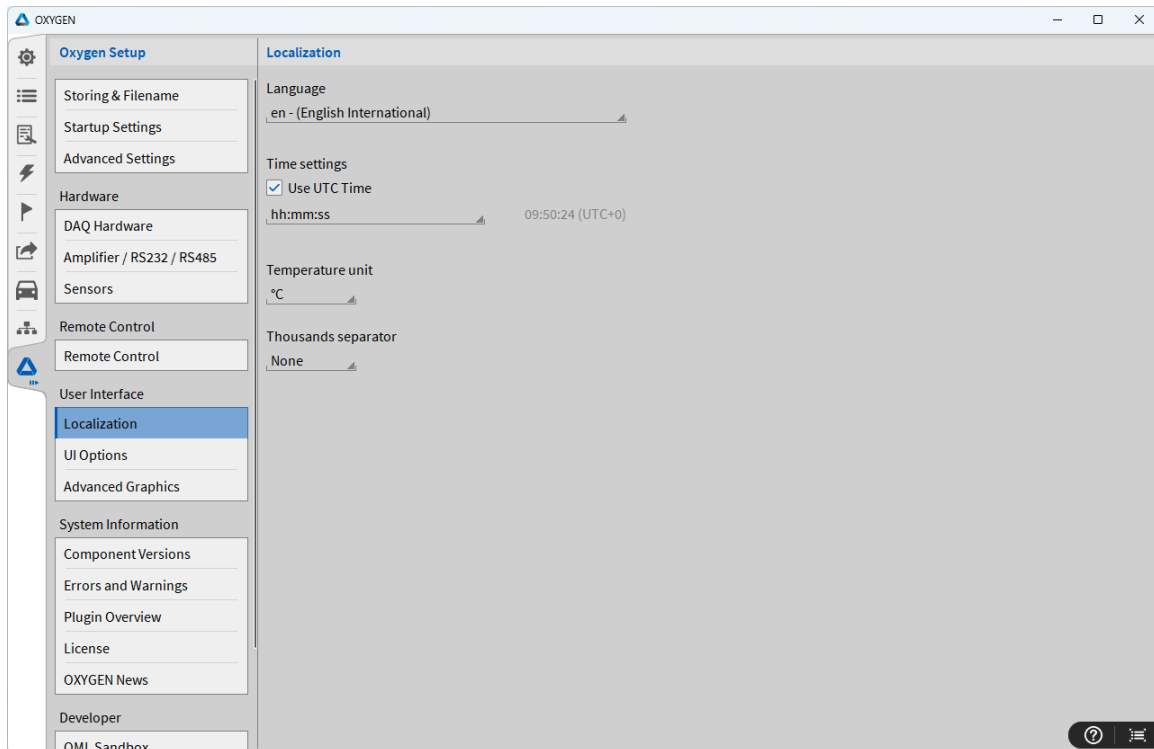 OXYGEN
Oxygen Setup
Storing & Filename
Startup Settings
Advanced Settings
Hardware
DAQ Hardware
Amplifier / RS232 / RS485
Sensors
Remote Control
Remote Control
User Interface
Localization
UI Options
Advanced Graphics
System Information
Component Versions
Errors and Warnings
Plugin Overview
License
OXYGEN News
Developer
QML Sandbox
Localization
Language
en - (English International)
Time settings
Use UTC Time
hh:mm:ss 09:50:24 (UTC+0)
Temperature unit
°C
Thousands separator
None